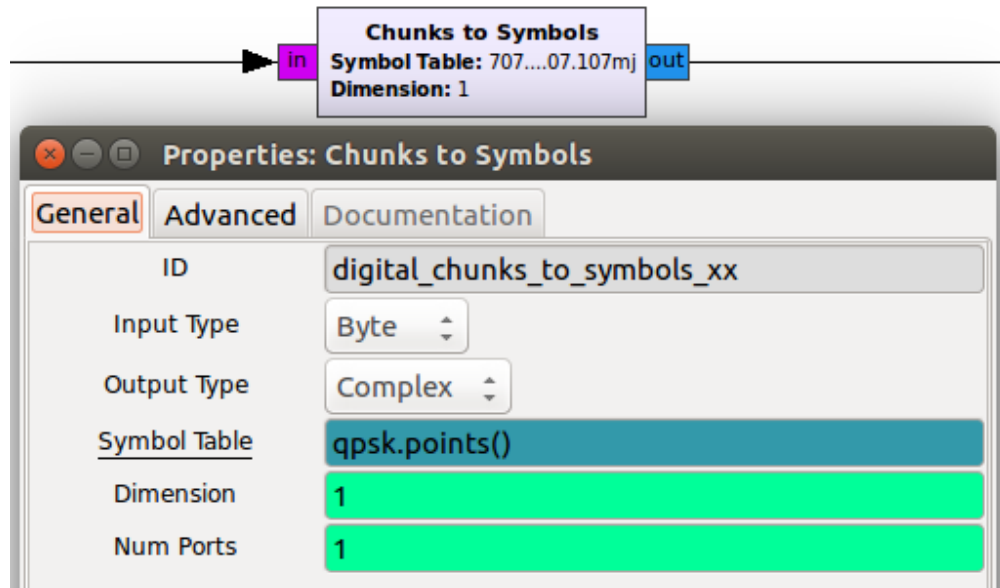 Chunks to Symbols
in
Symbol Table: 707....07.107mj
out
Dimension: 1
Properties: Chunks to Symbols
General Advanced Documentation
ID digital_chunks_to_symbols_xx
Input Type Byte
Output Type Complex
Symbol Table qpsk.points()
Dimension 1
Num Ports 1